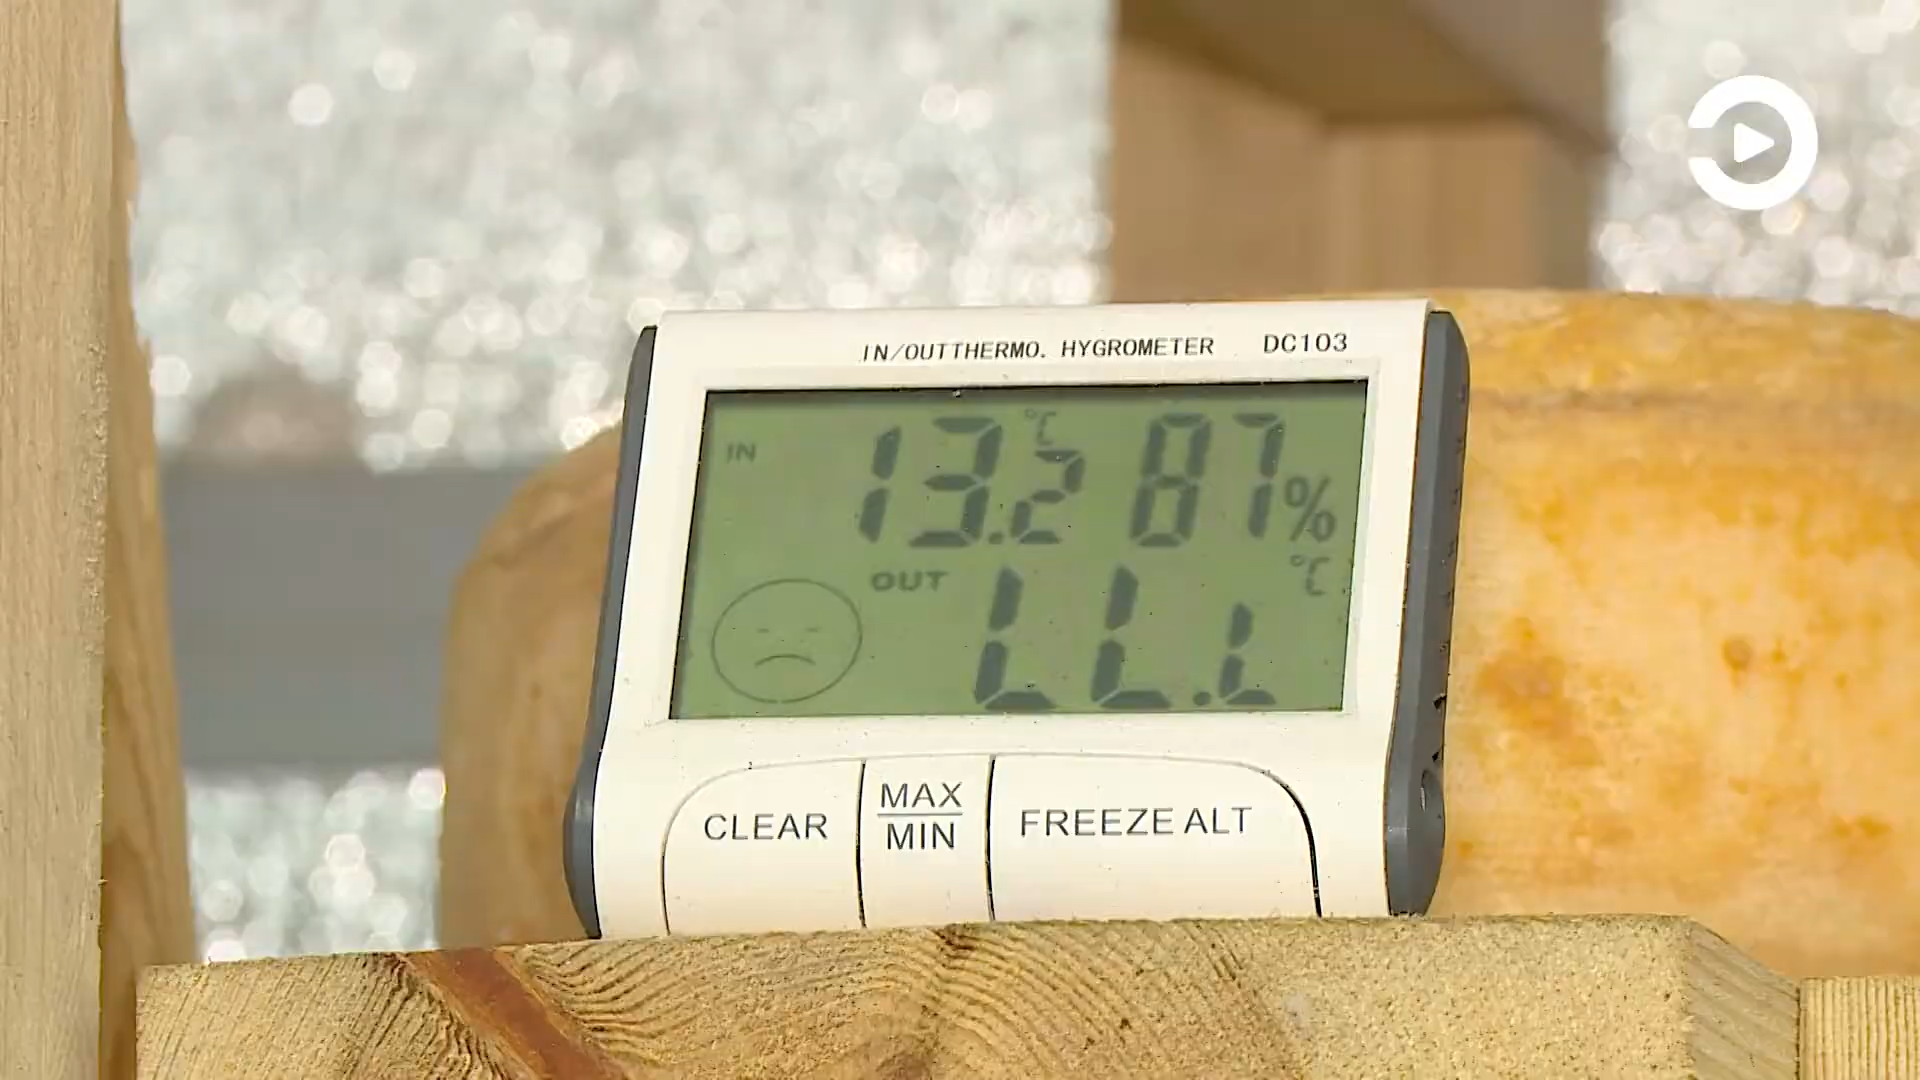 IN/OUTTHERMO. HYGROMETER DC103
IN 13.2 °C 87 %
OUT LL.L °C
CLEAR
MAX
MIN
FREEZE ALT